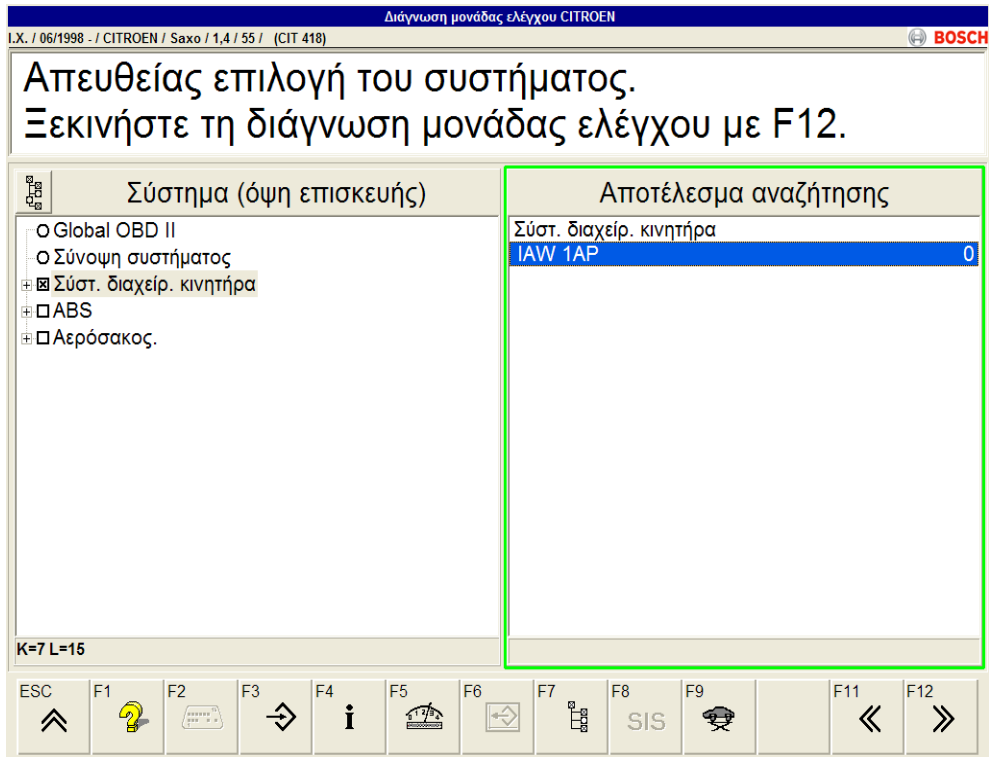 Διάγνωση μονάδας ελέγχου CITROEN
Ι.Χ. / 06/1998 - / CITROEN / Saxo / 1,4 / 55 / (CIT 418)
BOSCH
Απευθείας επιλογή του συστήματος.
Ξεκινήστε τη διάγνωση μονάδας ελέγχου με F12.
Σύστημα (όψη επισκευής)
Global OBD II
Σύνοψη συστήματος
Σύστ. διαχείρ. κινητήρα
ABS
Αερόσακος.
K=7 L=15
Αποτέλεσμα αναζήτησης
Σύστ. διαχείρ. κινητήρα
IAW 1AP 0
ESC F1 F2 F3 F4 F5 F6 F7 F8 F9 F11 F12
SIS